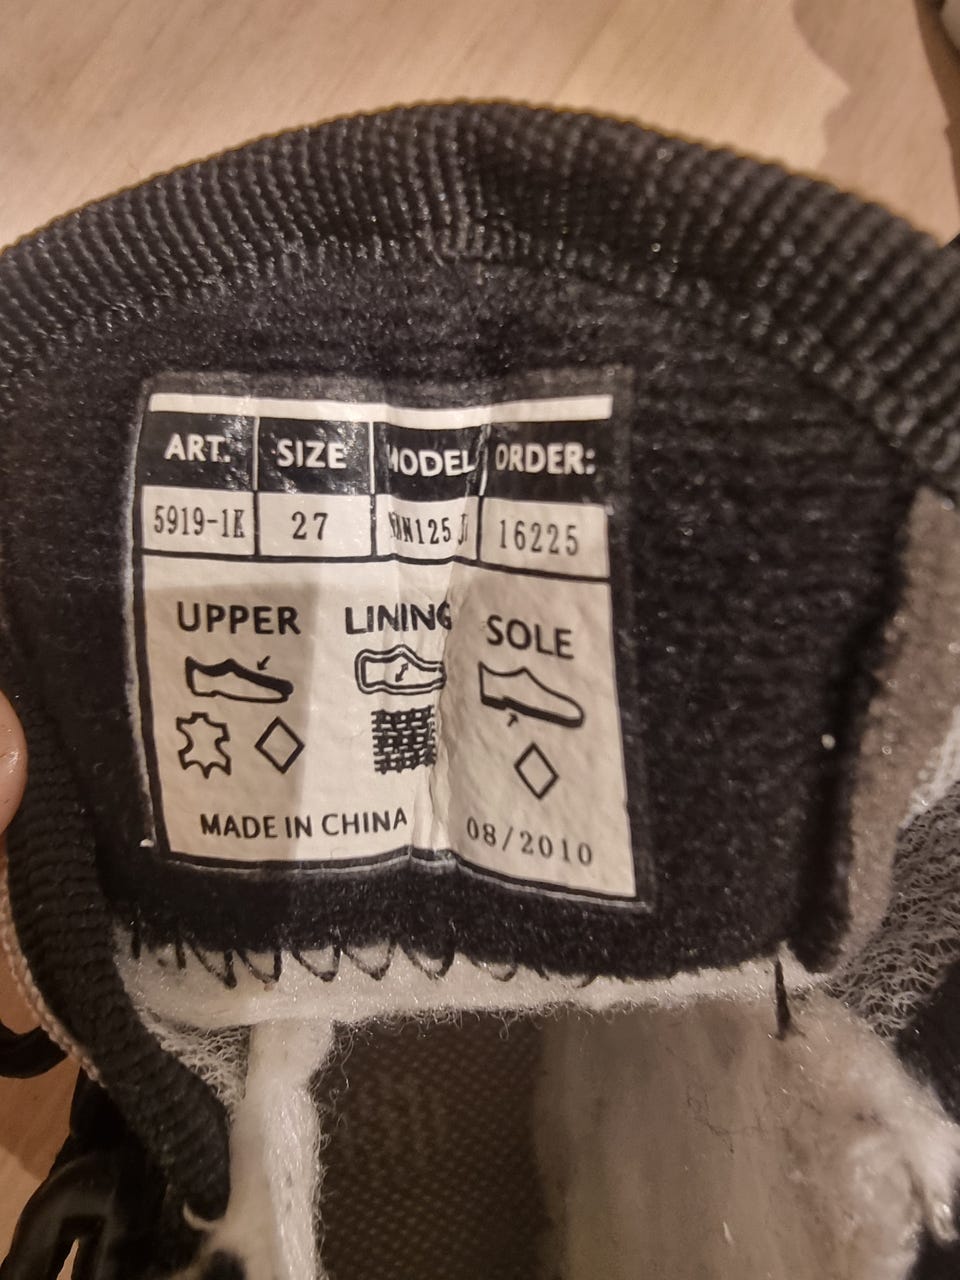 ART. SIZE MODEL ORDER:
5919-1K 27 16225
UPPER LINING SOLE
MADE IN CHINA 08/2010